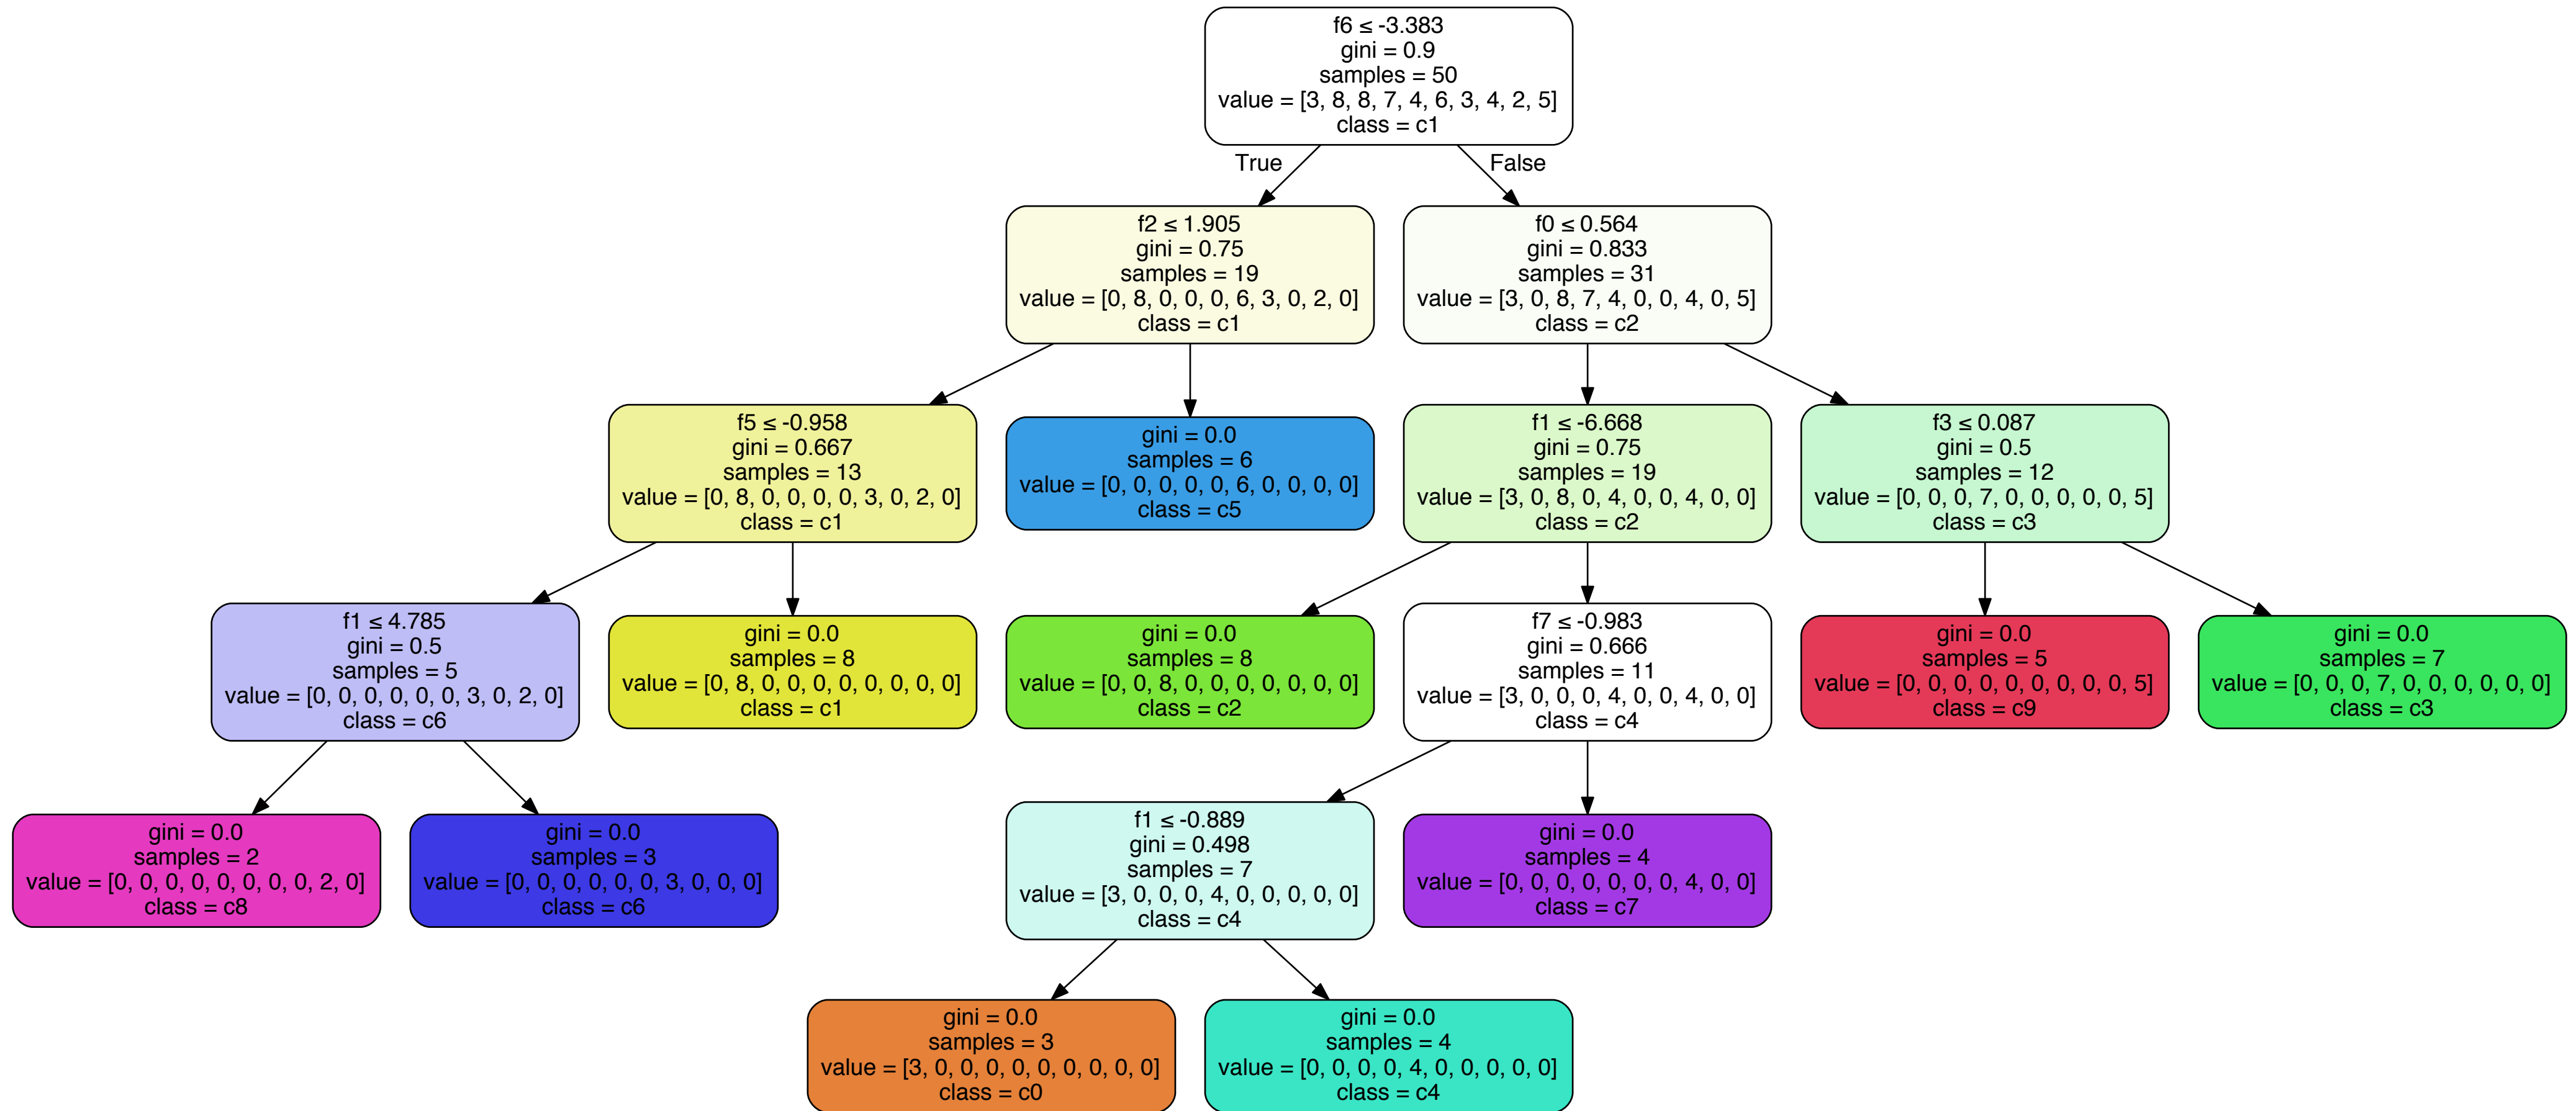 f6 ≤ -3.383
gini = 0.9
samples = 50
value = [3, 8, 8, 7, 4, 6, 3, 4, 2, 5]
class = c1
True
False
f2 ≤ 1.905
gini = 0.75
samples = 19
value = [0, 8, 0, 0, 0, 6, 3, 0, 2, 0]
class = c1
f0 ≤ 0.564
gini = 0.833
samples = 31
value = [3, 0, 8, 7, 4, 0, 0, 4, 0, 5]
class = c2
f5 ≤ -0.958
gini = 0.667
samples = 13
value = [0, 8, 0, 0, 0, 0, 3, 0, 2, 0]
class = c1
gini = 0.0
samples = 6
value = [0, 0, 0, 0, 0, 6, 0, 0, 0, 0]
class = c5
f1 ≤ -6.668
gini = 0.75
samples = 19
value = [3, 0, 8, 0, 4, 0, 0, 4, 0, 0]
class = c2
f3 ≤ 0.087
gini = 0.5
samples = 12
value = [0, 0, 0, 7, 0, 0, 0, 0, 0, 5]
class = c3
f1 ≤ 4.785
gini = 0.5
samples = 5
value = [0, 0, 0, 0, 0, 0, 3, 0, 2, 0]
class = c6
gini = 0.0
samples = 8
value = [0, 8, 0, 0, 0, 0, 0, 0, 0, 0]
class = c1
gini = 0.0
samples = 8
value = [0, 0, 8, 0, 0, 0, 0, 0, 0, 0]
class = c2
f7 ≤ -0.983
gini = 0.666
samples = 11
value = [3, 0, 0, 0, 4, 0, 0, 4, 0, 0]
class = c4
gini = 0.0
samples = 5
value = [0, 0, 0, 0, 0, 0, 0, 0, 0, 5]
class = c9
gini = 0.0
samples = 7
value = [0, 0, 0, 7, 0, 0, 0, 0, 0, 0]
class = c3
gini = 0.0
samples = 2
value = [0, 0, 0, 0, 0, 0, 0, 0, 2, 0]
class = c8
gini = 0.0
samples = 3
value = [0, 0, 0, 0, 0, 0, 3, 0, 0, 0]
class = c6
f1 ≤ -0.889
gini = 0.498
samples = 7
value = [3, 0, 0, 0, 4, 0, 0, 0, 0, 0]
class = c4
gini = 0.0
samples = 4
value = [0, 0, 0, 0, 0, 0, 0, 4, 0, 0]
class = c7
gini = 0.0
samples = 3
value = [3, 0, 0, 0, 0, 0, 0, 0, 0, 0]
class = c0
gini = 0.0
samples = 4
value = [0, 0, 0, 0, 4, 0, 0, 0, 0, 0]
class = c4